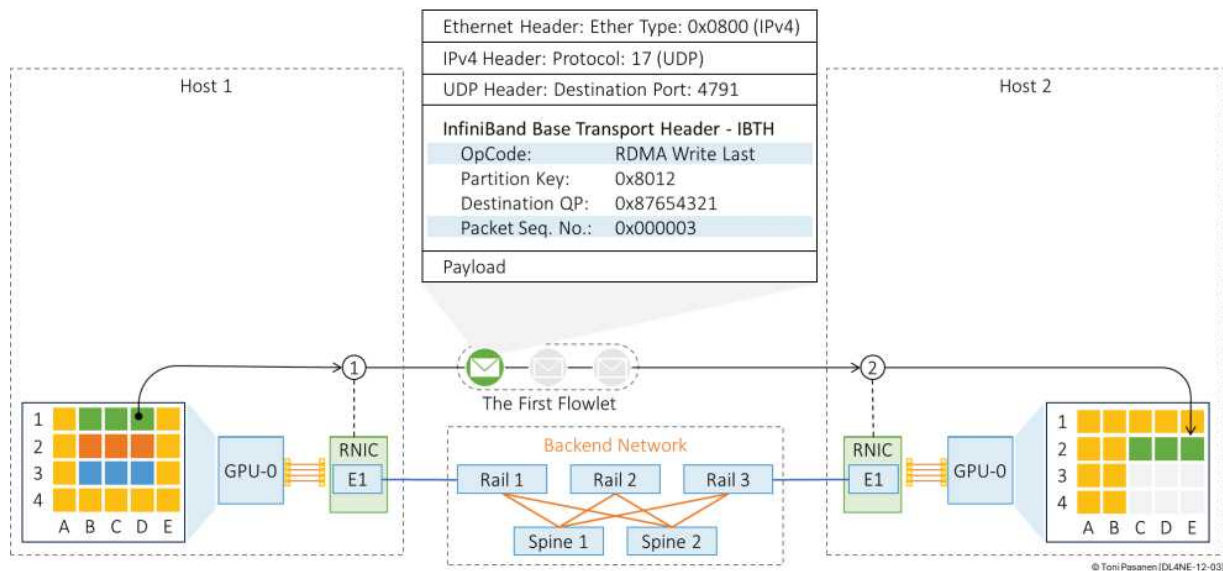 Ethernet Header: Ether Type: 0x0800 (IPv4)
IPv4 Header: Protocol: 17 (UDP)
UDP Header: Destination Port: 4791
InfiniBand Base Transport Header - IBTH
OpCode: RDMA Write Last
Partition Key: 0x8012
Destination QP: 0x87654321
Packet Seq. No.: 0x000003
Payload
Host 1
Host 2
1
2
The First Flowlet
1
2
3
4
A B C D E
GPU-0
RNIC
E1
Backend Network
Rail 1 Rail 2 Rail 3
Spine 1 Spine 2
RNIC
E1
GPU-0
1
2
3
4
A B C D E
© Toni Pasanen|DL4NE-12-03|